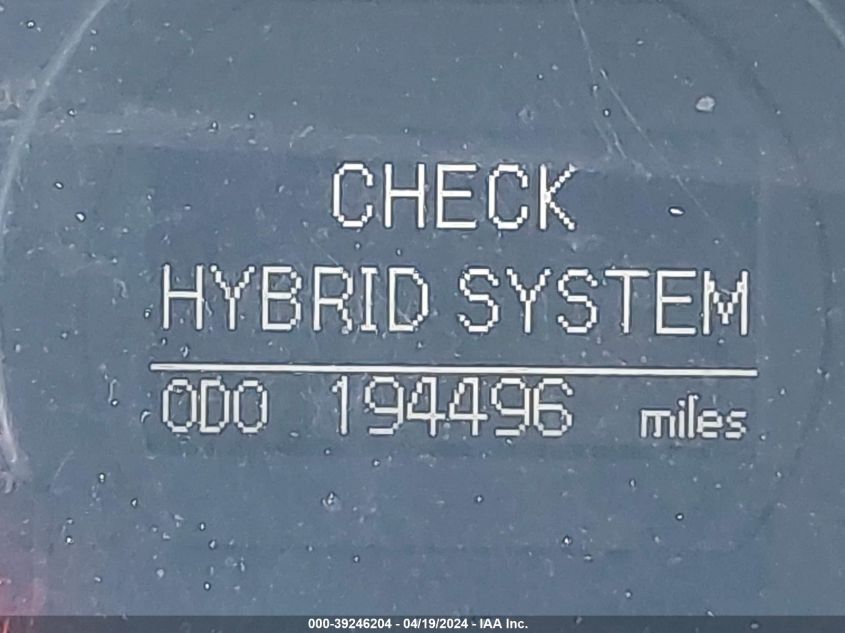 CHECK
HYBRID SYSTEM
ODO 194496 miles
000-39246204 - 04/19/2024 - IAA Inc.